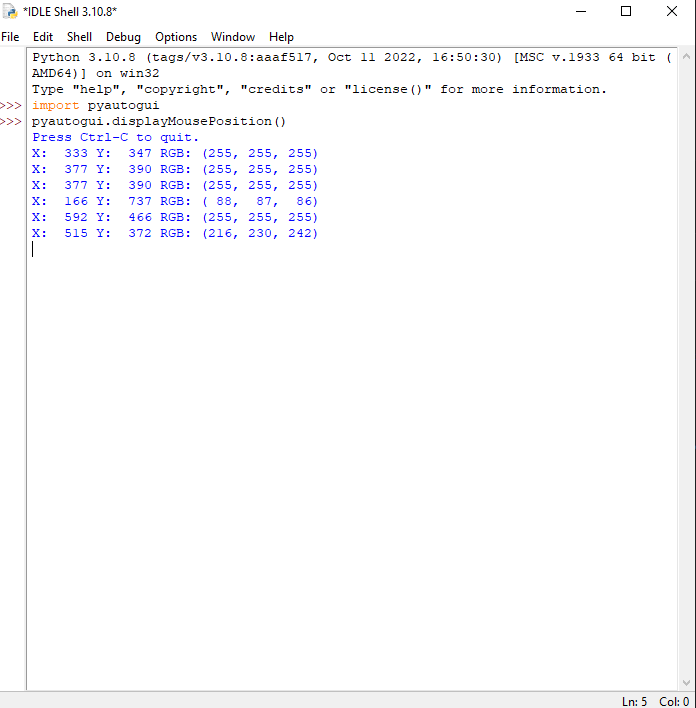 *IDLE Shell 3.10.8*
File Edit Shell Debug Options Window Help
Python 3.10.8 (tags/v3.10.8:aaaf517, Oct 11 2022, 16:50:30) [MSC v.1933 64 bit (
AMD64)] on win32
Type "help", "copyright", "credits" or "license()" for more information.
>>> import pyautogui
>>> pyautogui.displayMousePosition()
Press Ctrl-C to quit.
X:  333 Y:  347 RGB: (255, 255, 255)
X:  377 Y:  390 RGB: (255, 255, 255)
X:  377 Y:  390 RGB: (255, 255, 255)
X:  166 Y:  737 RGB: ( 88,  87,  86)
X:  592 Y:  466 RGB: (255, 255, 255)
X:  515 Y:  372 RGB: (216, 230, 242)
Ln: 5 Col: 0